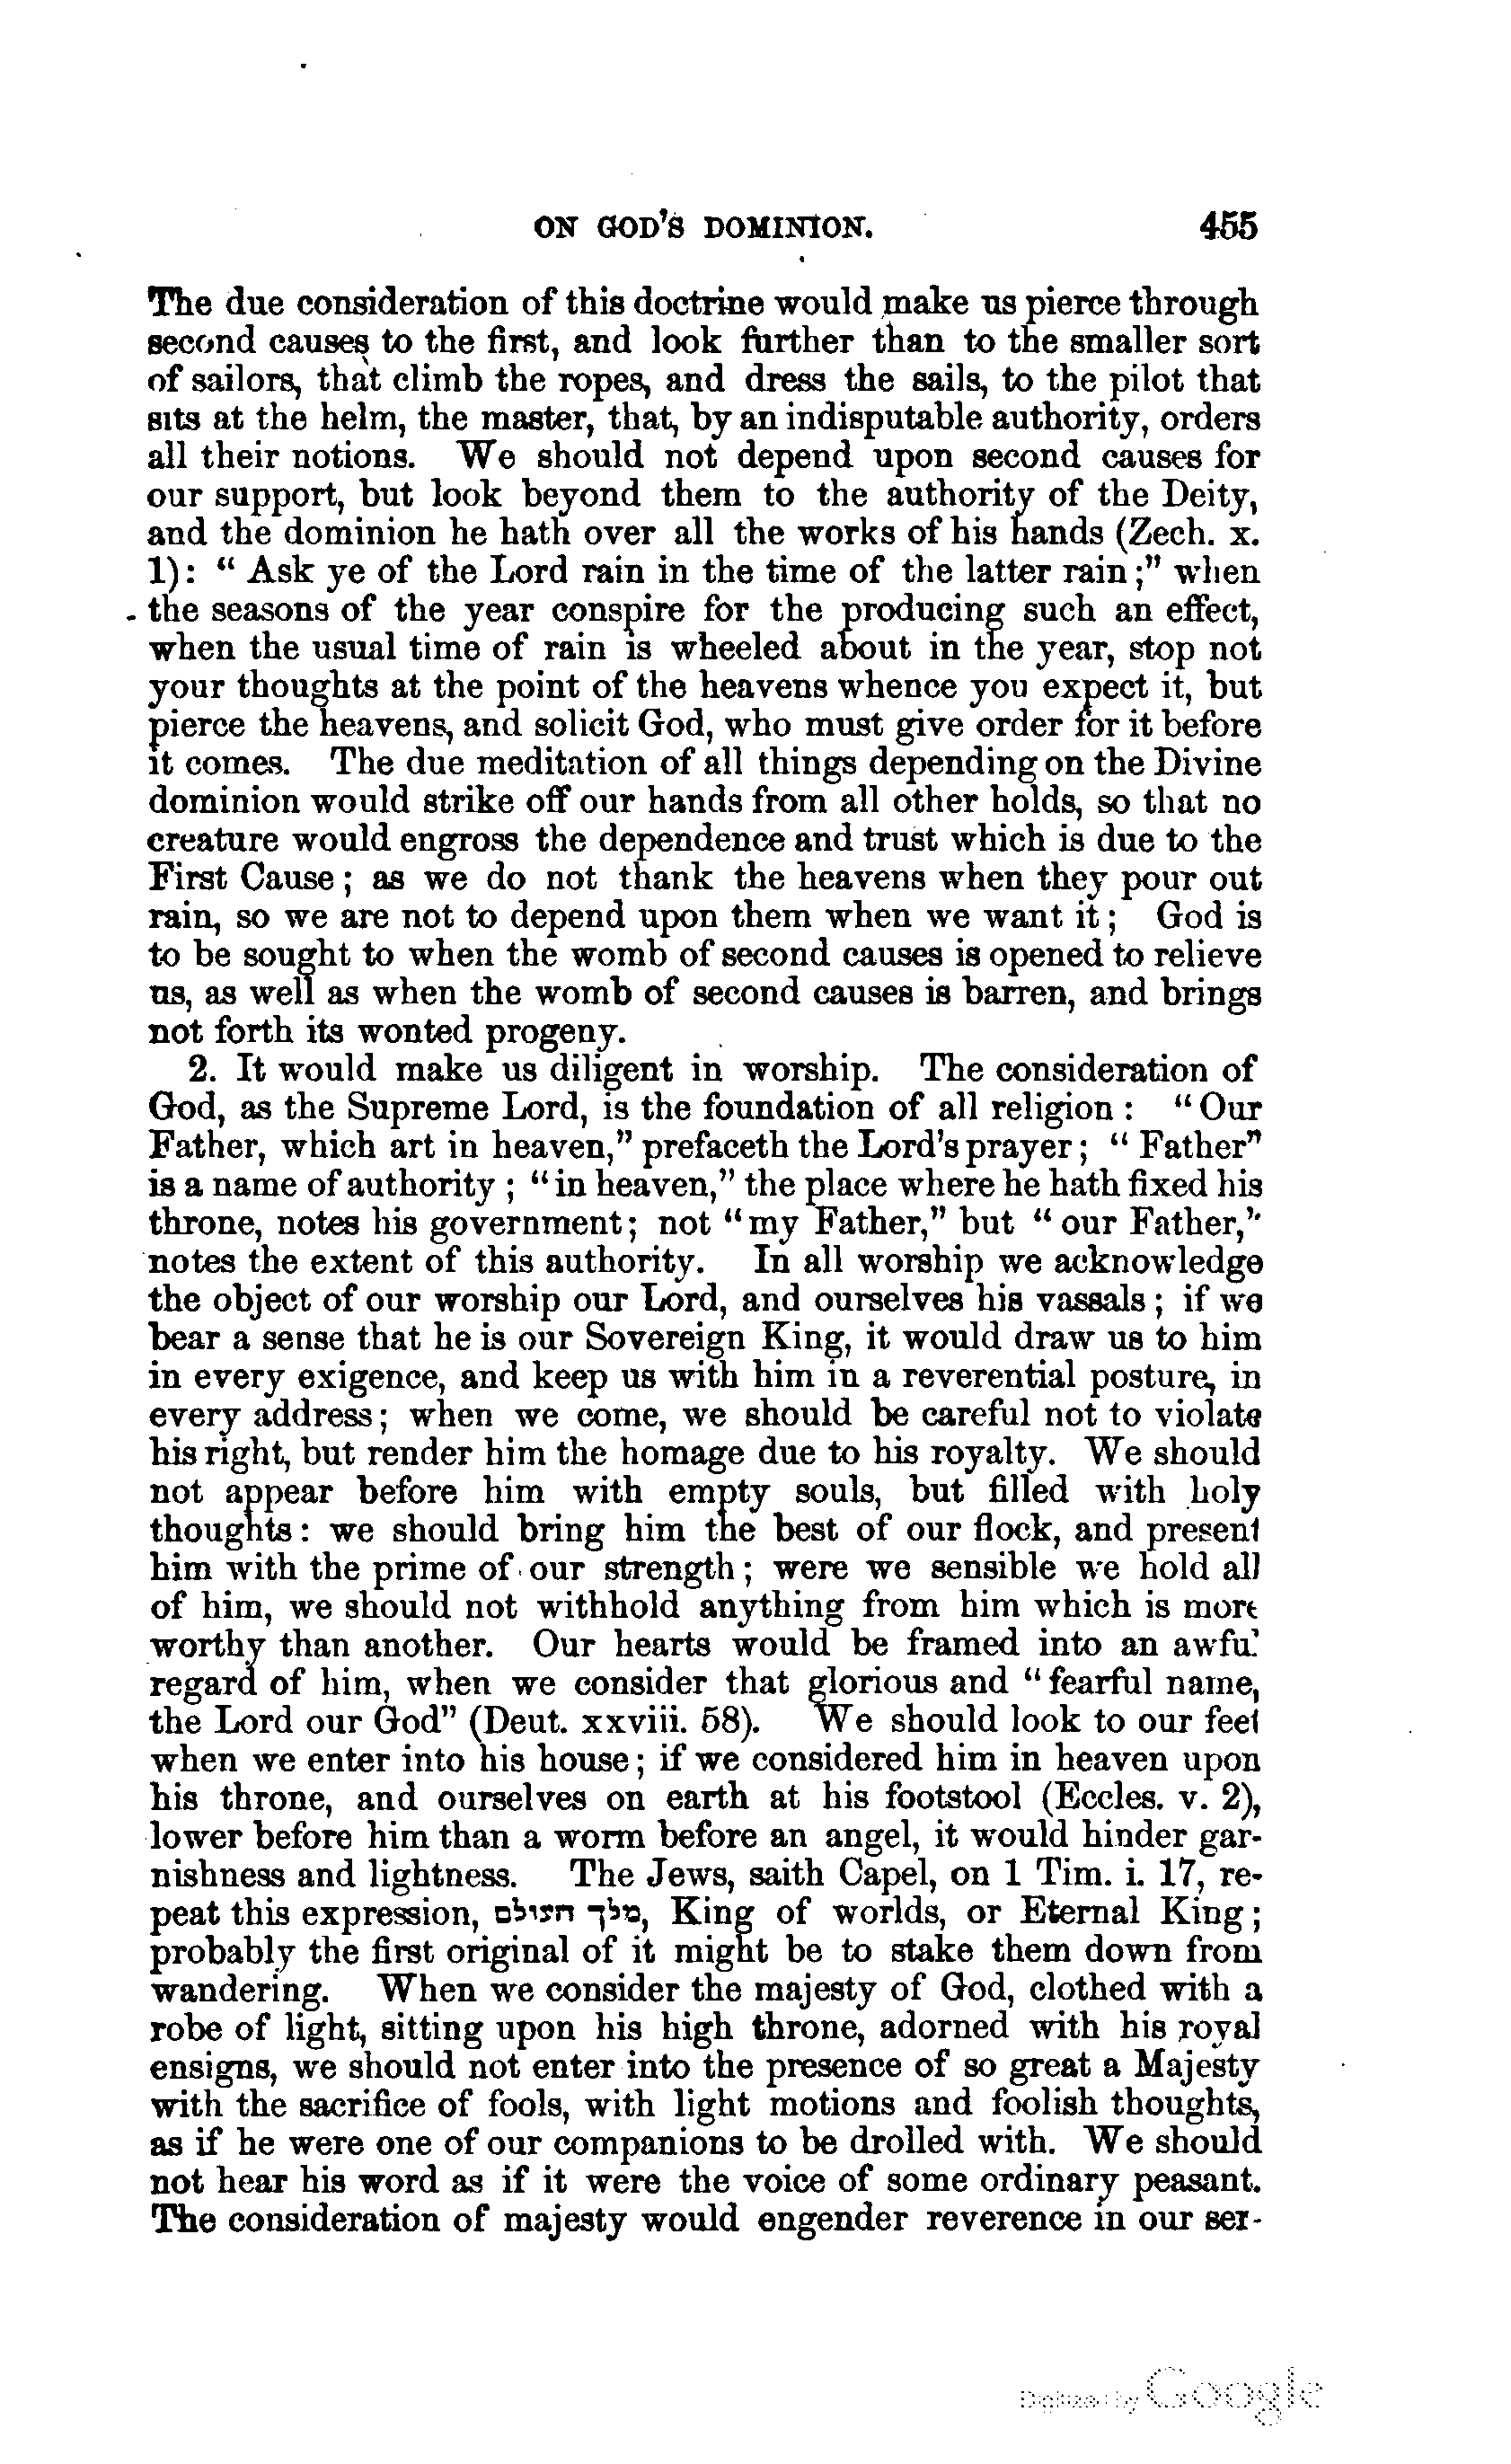 ON GOD'S DOMINION. 455
The due consideration of this doctrine would make us pierce through
second causes to the first, and look further than to the smaller sort
of sailors, that climb the ropes, and dress the sails, to the pilot that
sits at the helm, the master, that, by an indisputable authority, orders
all their notions. We should not depend upon second causes for
our support, but look beyond them to the authority of the Deity,
and the dominion he hath over all the works of his hands (Zech. x.
1): “ Ask ye of the Lord rain in the time of the latter rain ;” when
the seasons of the year conspire for the producing such an effect,
when the usual time of rain is wheeled about in the year, stop not
your thoughts at the point of the heavens whence you expect it, but
pierce the heavens, and solicit God, who must give order for it before
it comes. The due meditation of all things depending on the Divine
dominion would strike off our hands from all other holds, so that no
creature would engross the dependence and trust which is due to the
First Cause ; as we do not thank the heavens when they pour out
rain, so we are not to depend upon them when we want it ; God is
to be sought to when the womb of second causes is opened to relieve
us, as well as when the womb of second causes is barren, and brings
not forth its wonted progeny.
2. It would make us diligent in worship. The consideration of
God, as the Supreme Lord, is the foundation of all religion : “ Our
Father, which art in heaven,” prefaceth the Lord's prayer ; “ Father”
is a name of authority ; “ in heaven,” the place where he hath fixed his
throne, notes his government ; not “ my Father,” but “ our Father,”
notes the extent of this authority. In all worship we acknowledge
the object of our worship our Lord, and ourselves his vassals ; if we
bear a sense that he is our Sovereign King, it would draw us to him
in every exigence, and keep us with him in a reverential posture, in
every address ; when we come, we should be careful not to violate
his right, but render him the homage due to his royalty. We should
not appear before him with empty souls, but filled with holy
thoughts : we should bring him the best of our flock, and present
him with the prime of our strength ; were we sensible we hold all
of him, we should not withhold anything from him which is more
worthy than another. Our hearts would be framed into an awful
regard of him, when we consider that glorious and “ fearful name,
the Lord our God” (Deut. xxviii. 58). We should look to our feet
when we enter into his house ; if we considered him in heaven upon
his throne, and ourselves on earth at his footstool (Eccles. v. 2),
lower before him than a worm before an angel, it would hinder gar-
nishness and lightness. The Jews, saith Capel, on 1 Tim. i. 17, re-
peat this expression, מלך העולם, King of worlds, or Eternal King ;
probably the first original of it might be to stake them down from
wandering. When we consider the majesty of God, clothed with a
robe of light, sitting upon his high throne, adorned with his royal
ensigns, we should not enter into the presence of so great a Majesty
with the sacrifice of fools, with light motions and foolish thoughts,
as if he were one of our companions to be drolled with. We should
not hear his word as if it were the voice of some ordinary peasant.
The consideration of majesty would engender reverence in our ser-
Digitized by Google